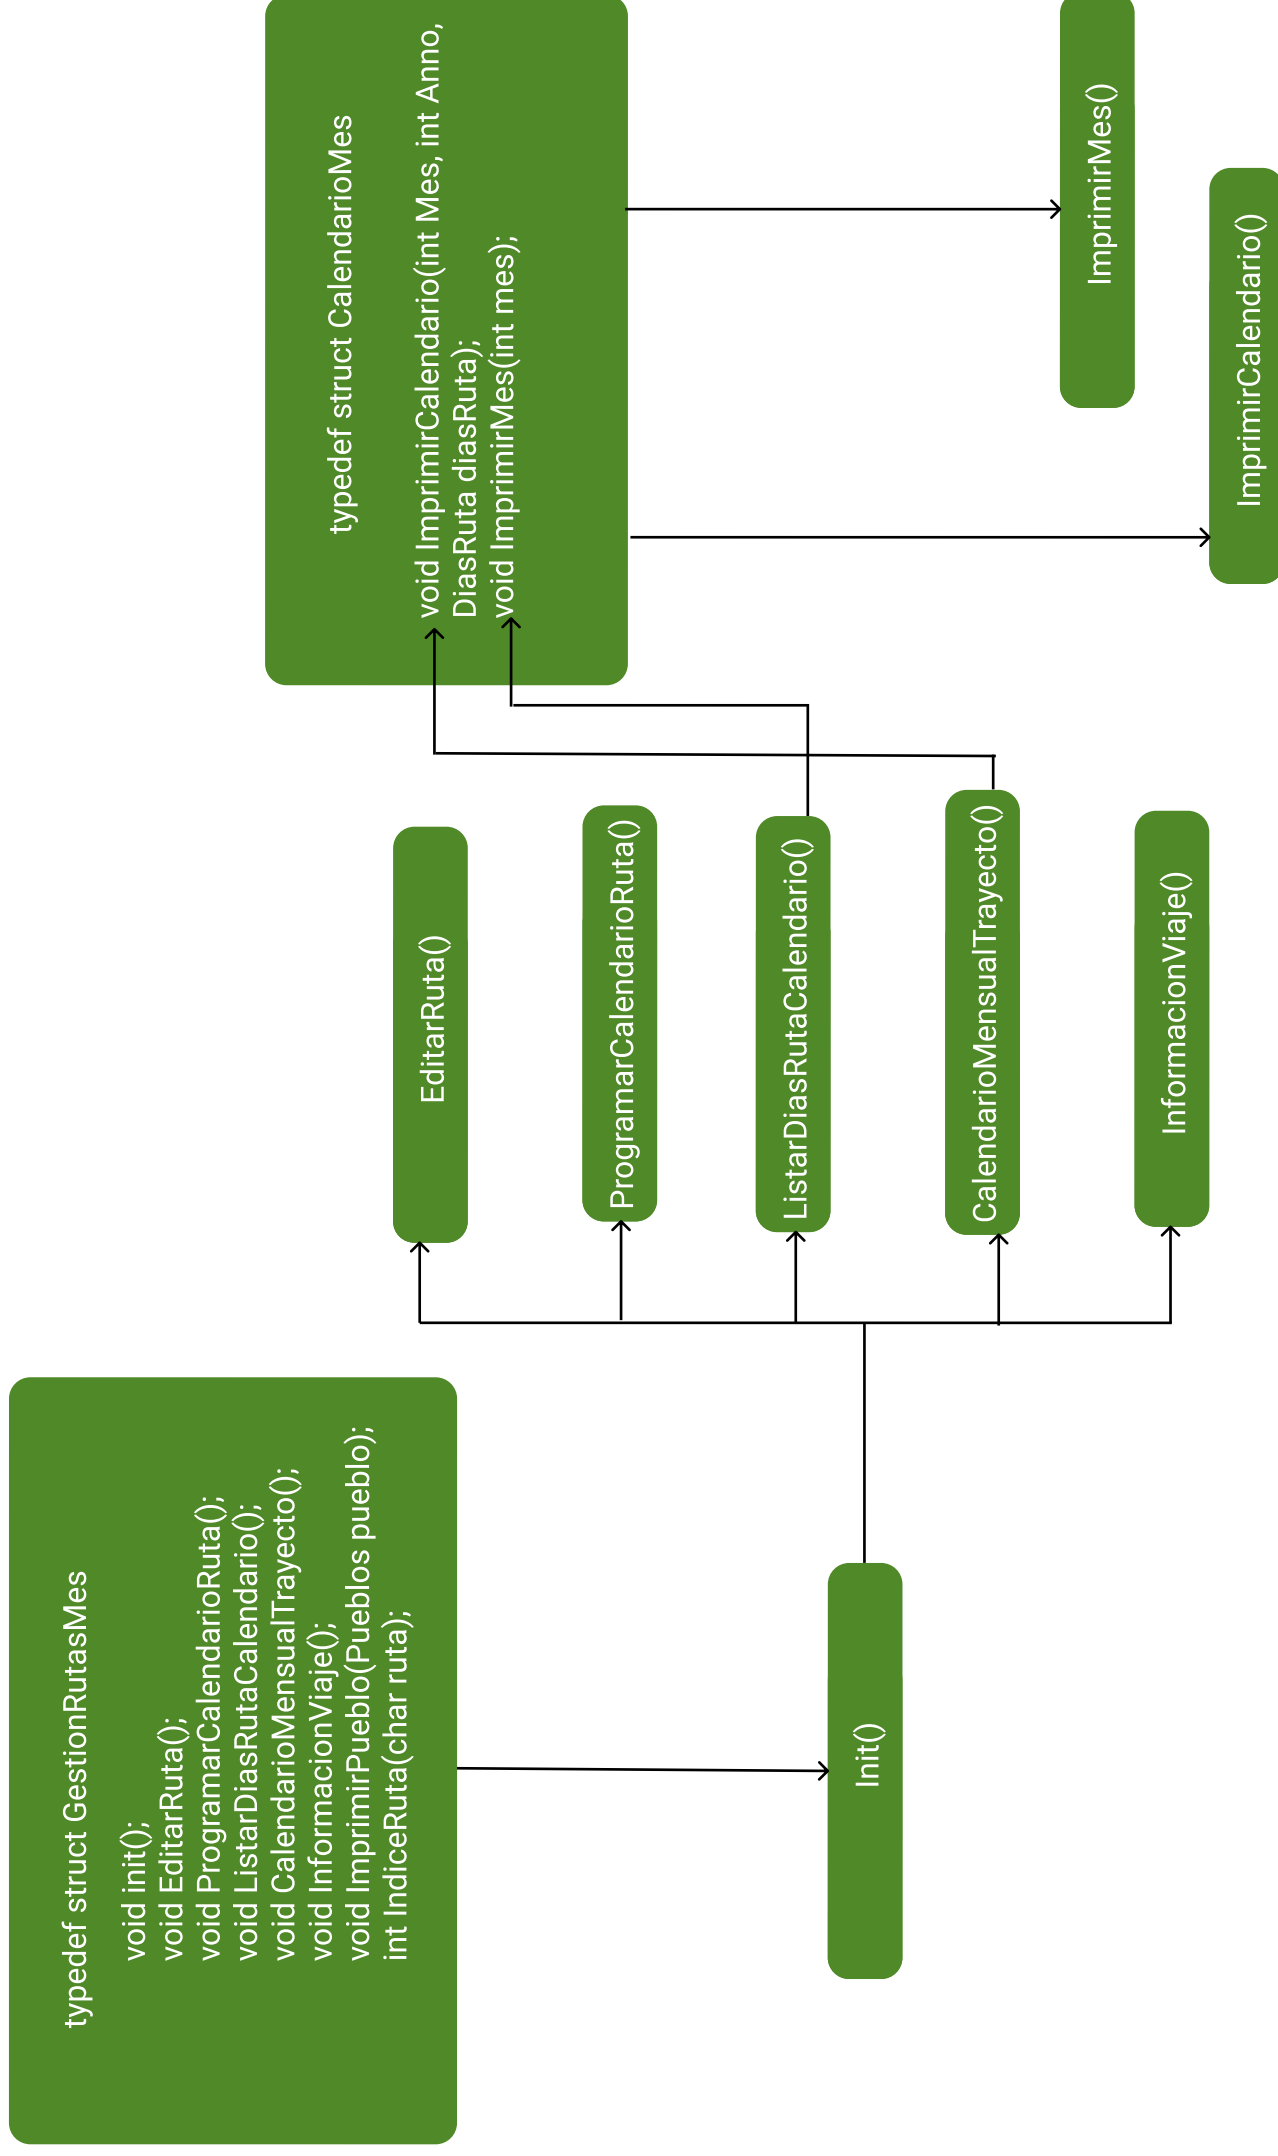 typedef struct GestionRutasMes
void init();
void EditarRuta();
void ProgramarCalendarioRuta();
void ListarDiasRutaCalendario();
void CalendarioMensualTrayecto();
void InformacionViaje();
void ImprimirPueblo(Pueblos pueblo);
int IndiceRuta(char ruta);
Init()
EditarRuta()
ProgramarCalendarioRuta()
ListarDiasRutaCalendario()
CalendarioMensualTrayecto()
InformacionViaje()
typedef struct CalendarioMes
void ImprimirCalendario(int Mes, int Anno,
DiasRuta diasRuta);
void ImprimirMes(int mes);
ImprimirMes()
ImprimirCalendario()